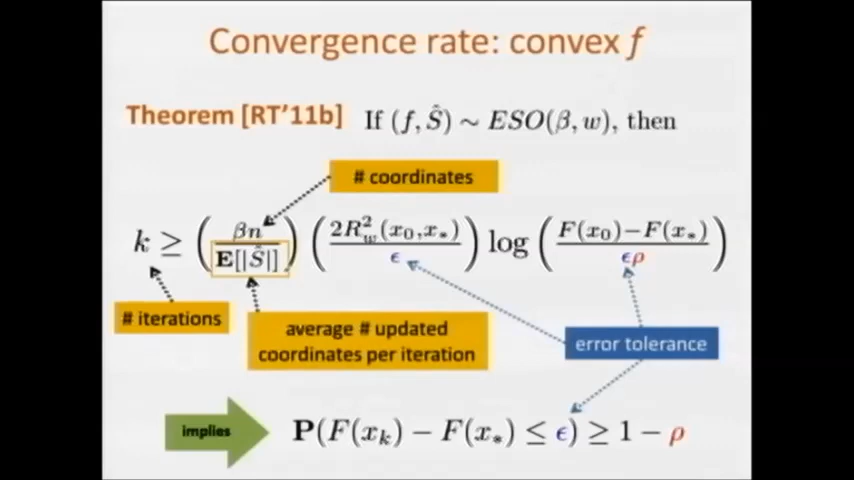 Convergence rate: convex f
Theorem [RT'11b] If (f, Ŝ) ∼ ESO(β, w), then
# coordinates
k ≥ (βn / E[|Ŝ|]) (2R²_w(x₀,x∗) / ϵ) log (F(x₀)−F(x∗) / ϵρ)
# iterations
average # updated
coordinates per iteration
error tolerance
implies
P(F(x_k) − F(x∗) ≤ ϵ) ≥ 1 − ρ